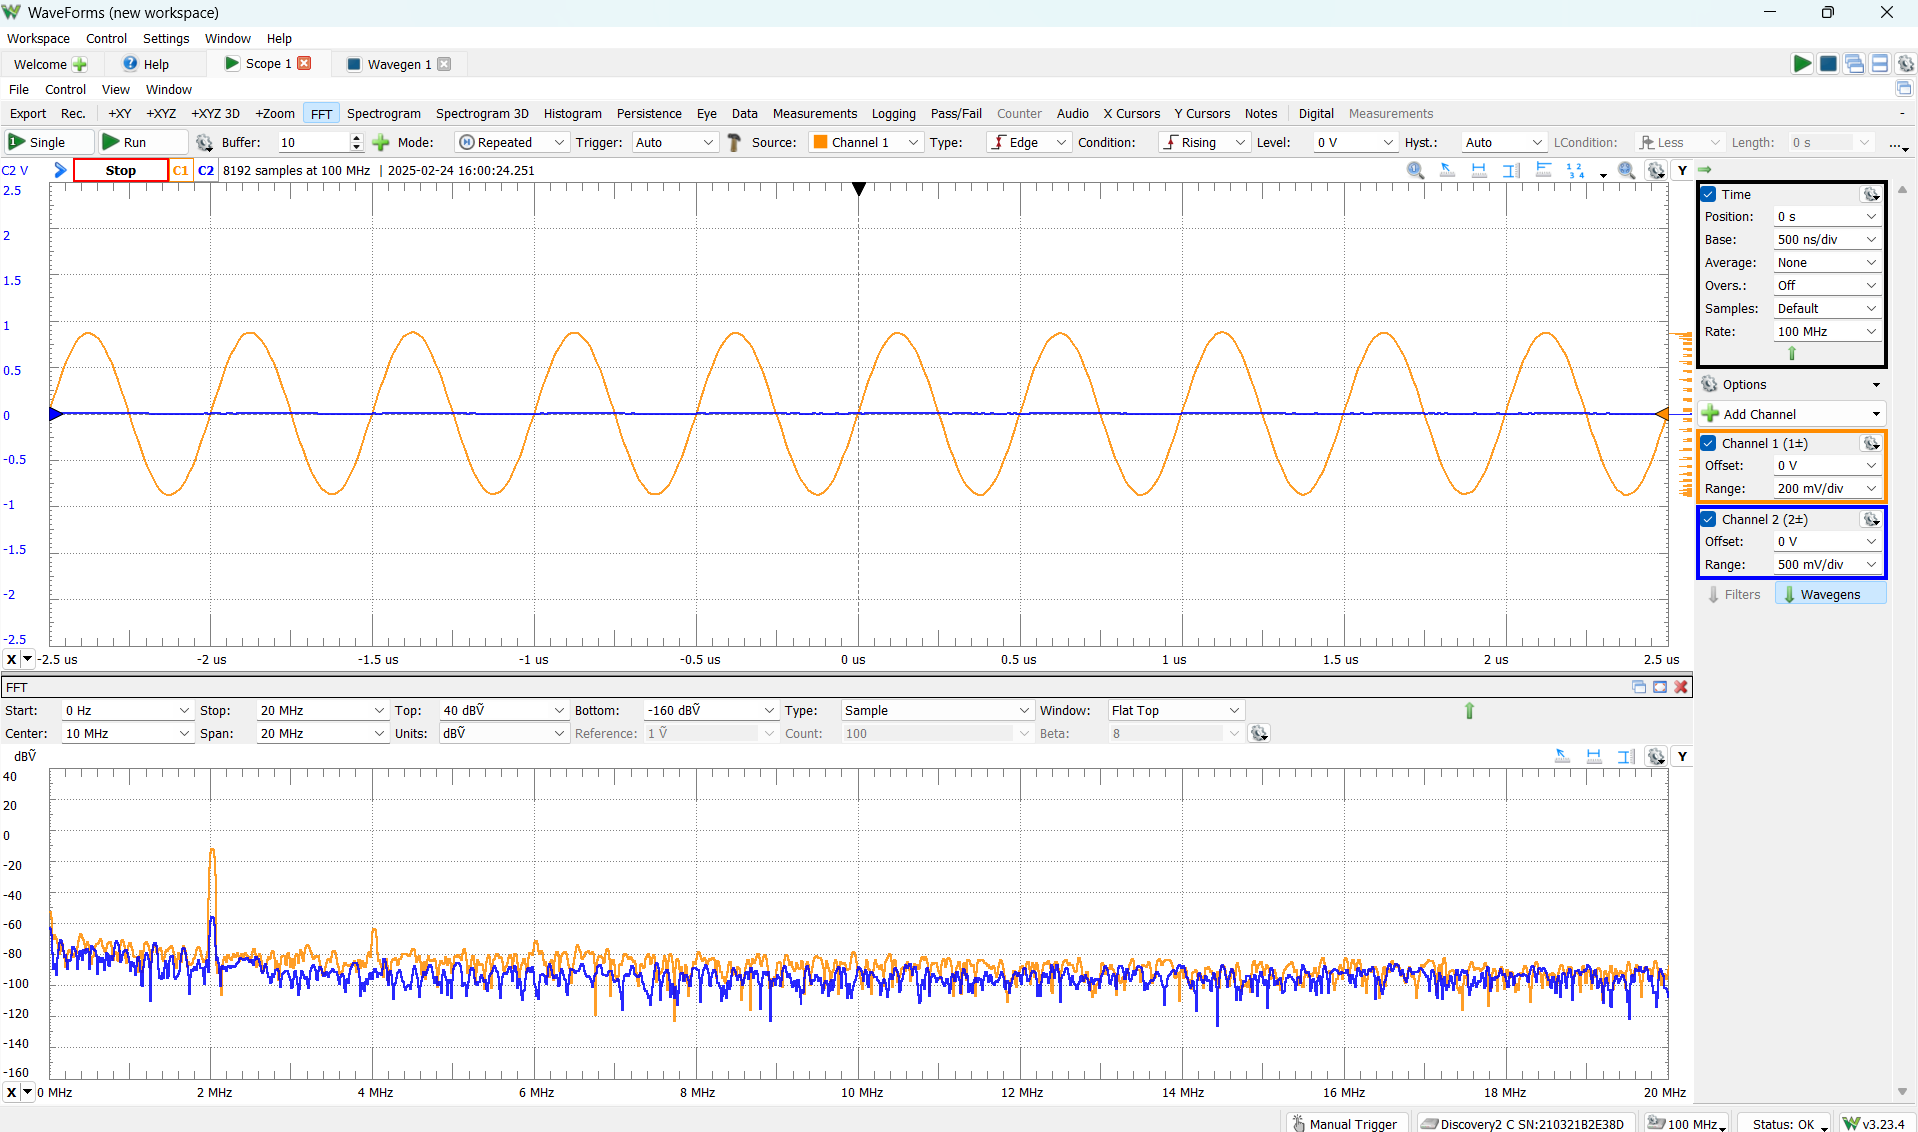 WaveForms (new workspace)
Workspace Control Settings Window Help
Welcome Help Scope 1 Wavegen 1
File Control View Window
Export Rec. +XY +XYZ +XYZ 3D +Zoom FFT Spectrogram Spectrogram 3D Histogram Persistence Eye Data Measurements Logging Pass/Fail Counter Audio X Cursors Y Cursors Notes Digital Measurements -
Single Run Buffer: 10 Mode: Repeated Trigger: Auto Source: Channel 1 Type: Edge Condition: Rising Level: 0 V Hyst.: Auto LCondition: Less Length: 0 s ...
C2 V Stop C1 C2 8192 samples at 100 MHz | 2025-02-24 16:00:24.251 Y
2.5
2
1.5
1
0.5
0
-0.5
-1
-1.5
-2
-2.5
X -2.5 us -2 us -1.5 us -1 us -0.5 us 0 us 0.5 us 1 us 1.5 us 2 us 2.5 us
Time
Position: 0 s
Base: 500 ns/div
Average: None
Overs.: Off
Samples: Default
Rate: 100 MHz
Options
Add Channel
Channel 1 (1±)
Offset: 0 V
Range: 200 mV/div
Channel 2 (2±)
Offset: 0 V
Range: 500 mV/div
Filters Wavegens
FFT
Start: 0 Hz Stop: 20 MHz Top: 40 dBṼ Bottom: -160 dBṼ Type: Sample Window: Flat Top
Center: 10 MHz Span: 20 MHz Units: dBṼ Reference: 1 Ṽ Count: 100 Beta: 8
dBṼ Y
40
20
0
-20
-40
-60
-80
-100
-120
-140
-160
X 0 MHz 2 MHz 4 MHz 6 MHz 8 MHz 10 MHz 12 MHz 14 MHz 16 MHz 18 MHz 20 MHz
Manual Trigger Discovery2 C SN:210321B2E38D 100 MHz Status: OK v3.23.4